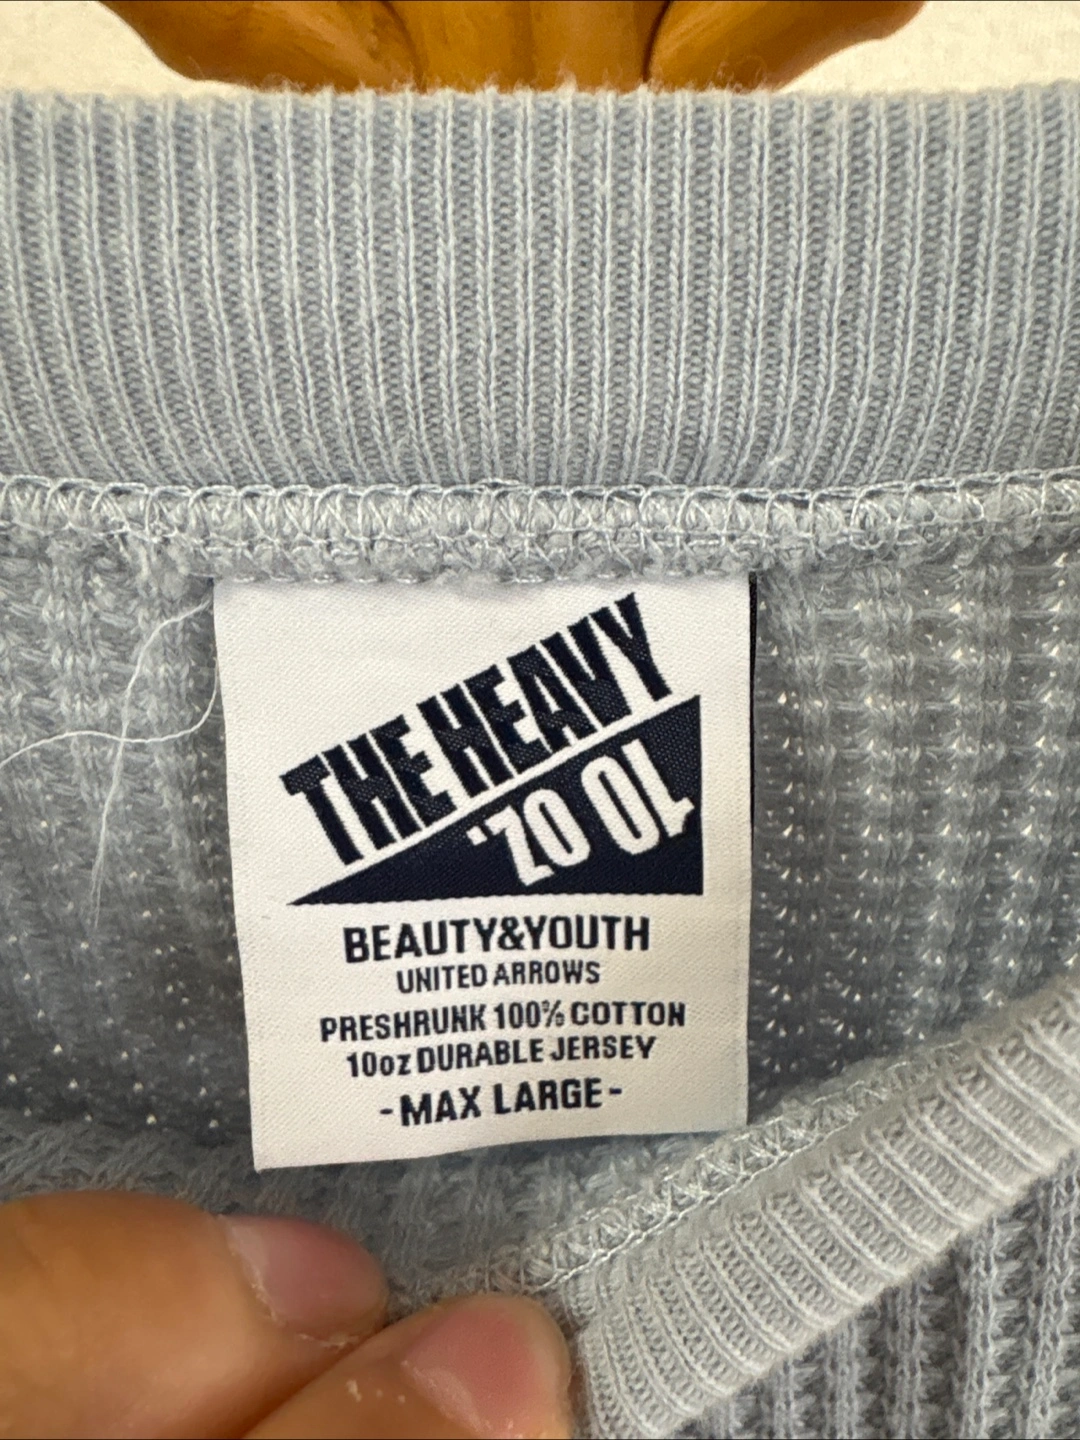 THE HEAVY
10 OZ.
BEAUTY&YOUTH
UNITED ARROWS
PRESHRUNK 100% COTTON
10oz DURABLE JERSEY
-MAX LARGE-